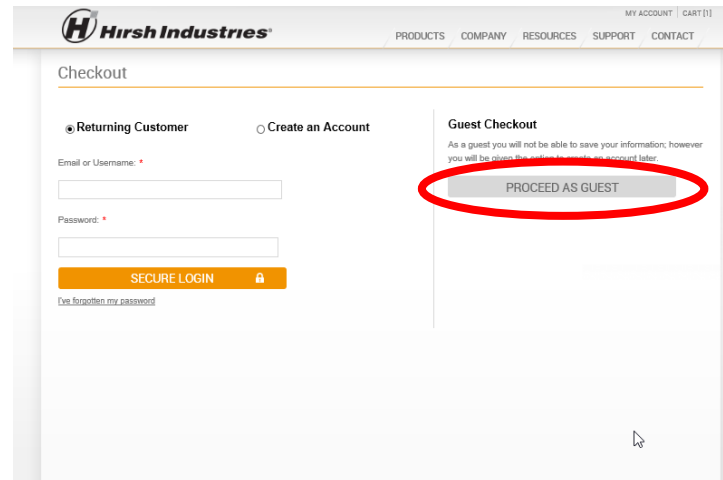 MY ACCOUNT CART [1]
Hirsh Industries®
PRODUCTS COMPANY RESOURCES SUPPORT CONTACT
Checkout
Returning Customer
Create an Account
Email or Username: *
Password: *
SECURE LOGIN
I've forgotten my password
Guest Checkout
As a guest you will not be able to save your information; however
you will be given the option to create an account later.
PROCEED AS GUEST